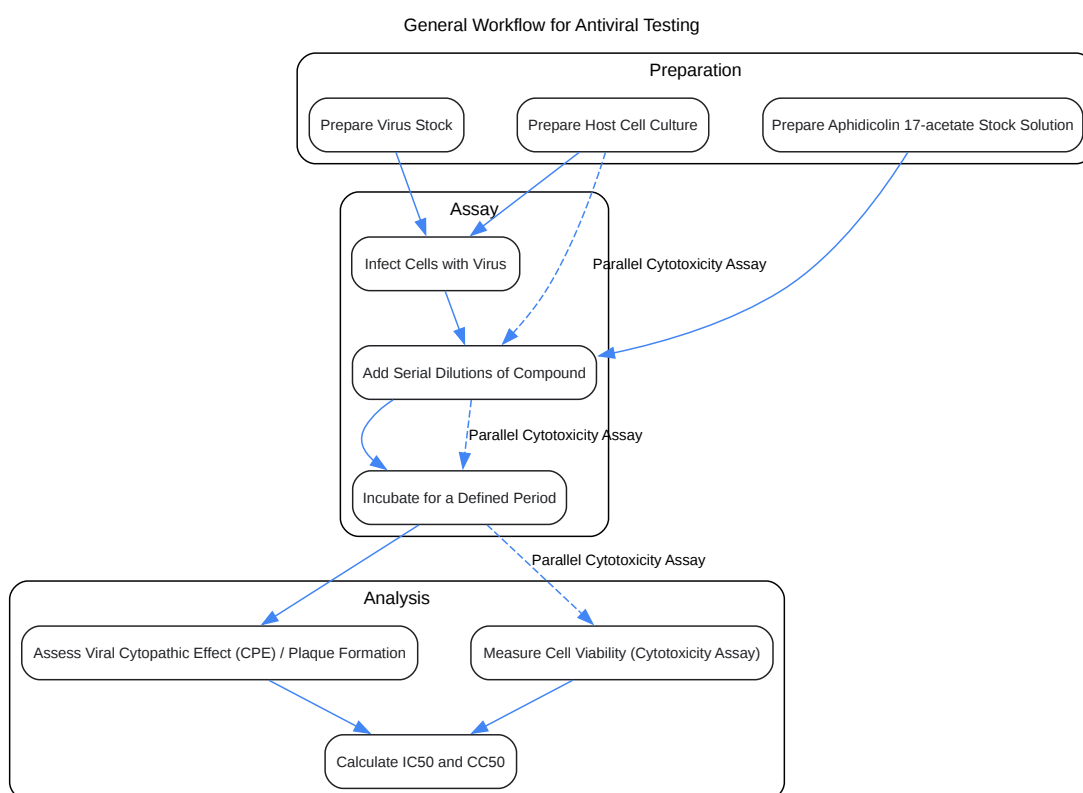 General Workflow for Antiviral Testing
Preparation
Prepare Virus Stock
Prepare Host Cell Culture
Prepare Aphidicolin 17-acetate Stock Solution
Assay
Infect Cells with Virus
Parallel Cytotoxicity Assay
Add Serial Dilutions of Compound
Parallel Cytotoxicity Assay
Incubate for a Defined Period
Parallel Cytotoxicity Assay
Analysis
Assess Viral Cytopathic Effect (CPE) / Plaque Formation
Measure Cell Viability (Cytotoxicity Assay)
Calculate IC50 and CC50